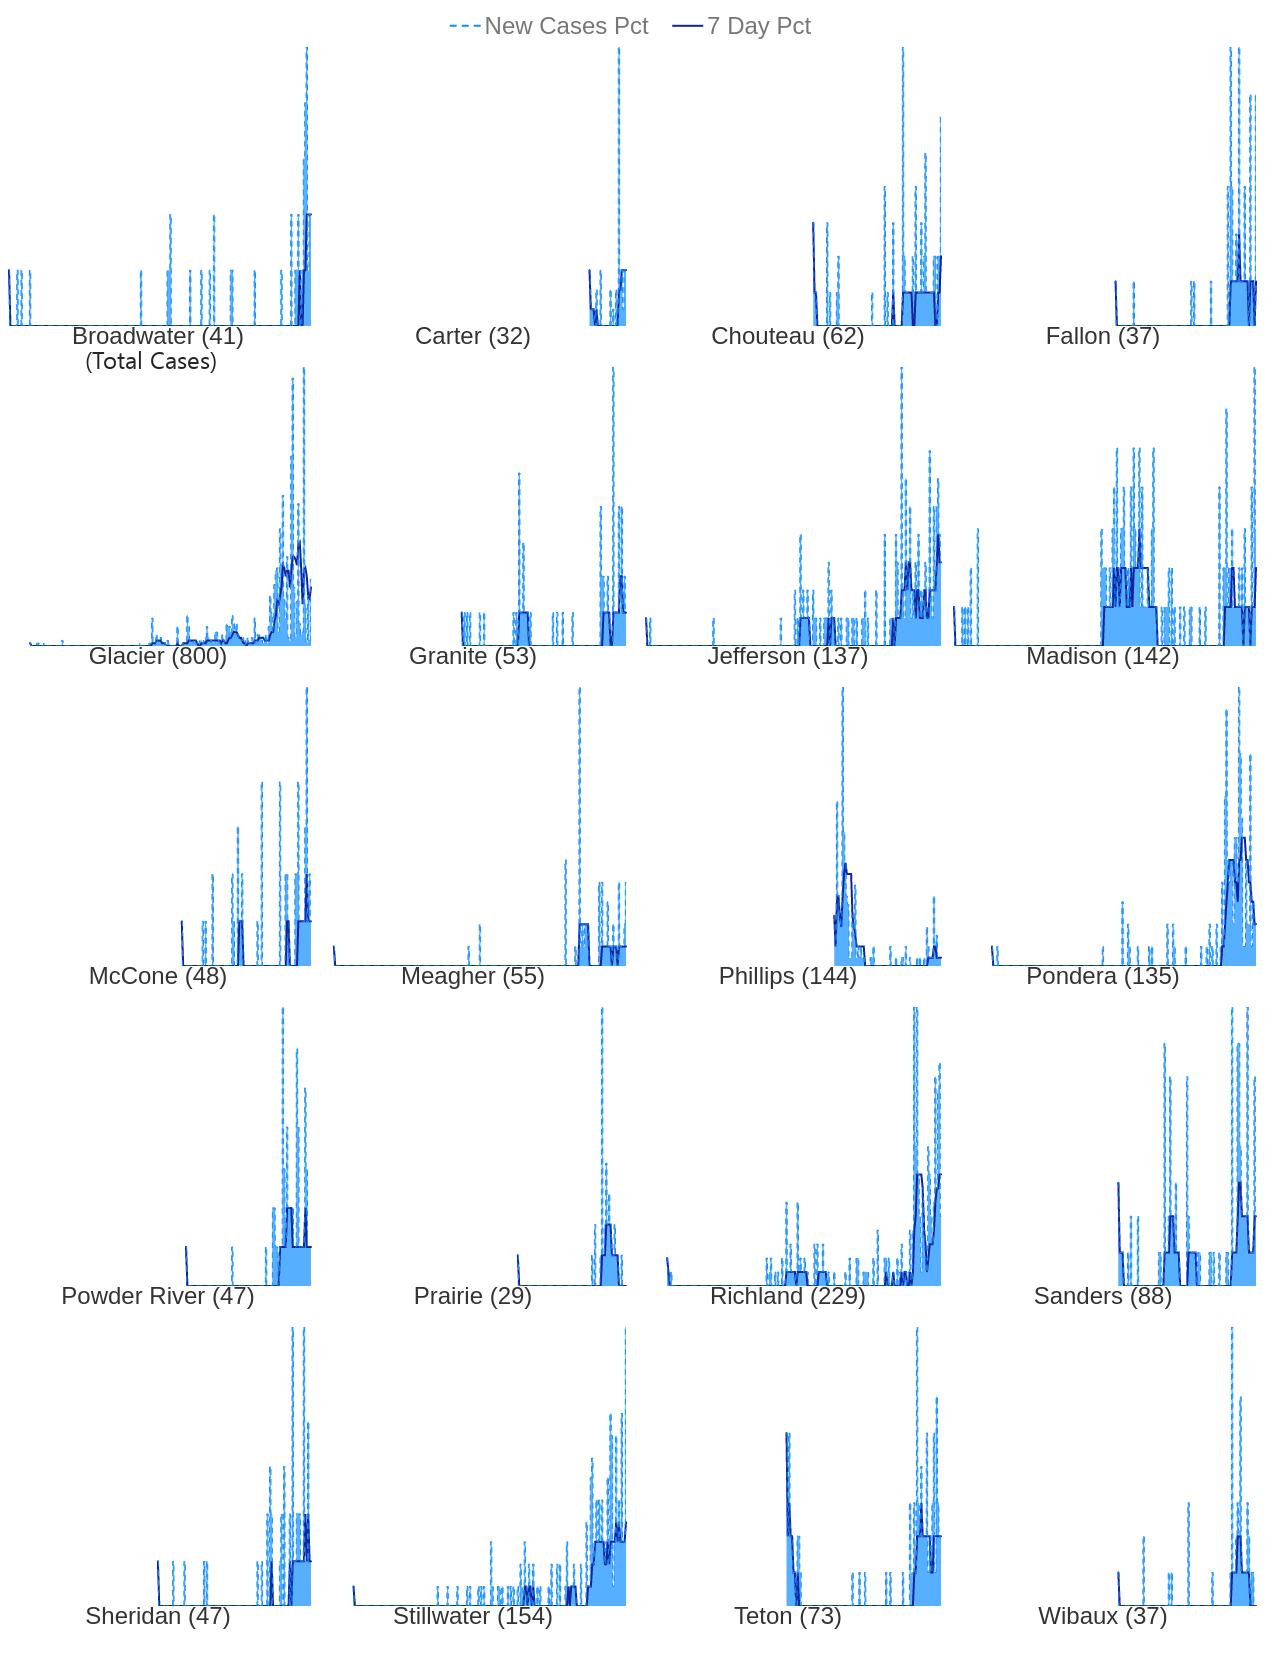 New Cases Pct 7 Day Pct
Broadwater (41) Carter (32) Chouteau (62) Fallon (37)
(Total Cases)
Glacier (800) Granite (53) Jefferson (137) Madison (142)
McCone (48) Meagher (55) Phillips (144) Pondera (135)
Powder River (47) Prairie (29) Richland (229) Sanders (88)
Sheridan (47) Stillwater (154) Teton (73) Wibaux (37)